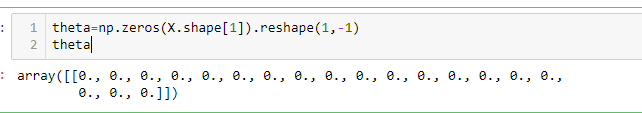 1 theta=np.zeros(X.shape[1]).reshape(1,-1)
2 theta
: array([[0., 0., 0., 0., 0., 0., 0., 0., 0., 0., 0., 0., 0., 0., 0., 0.,
0., 0., 0.]])